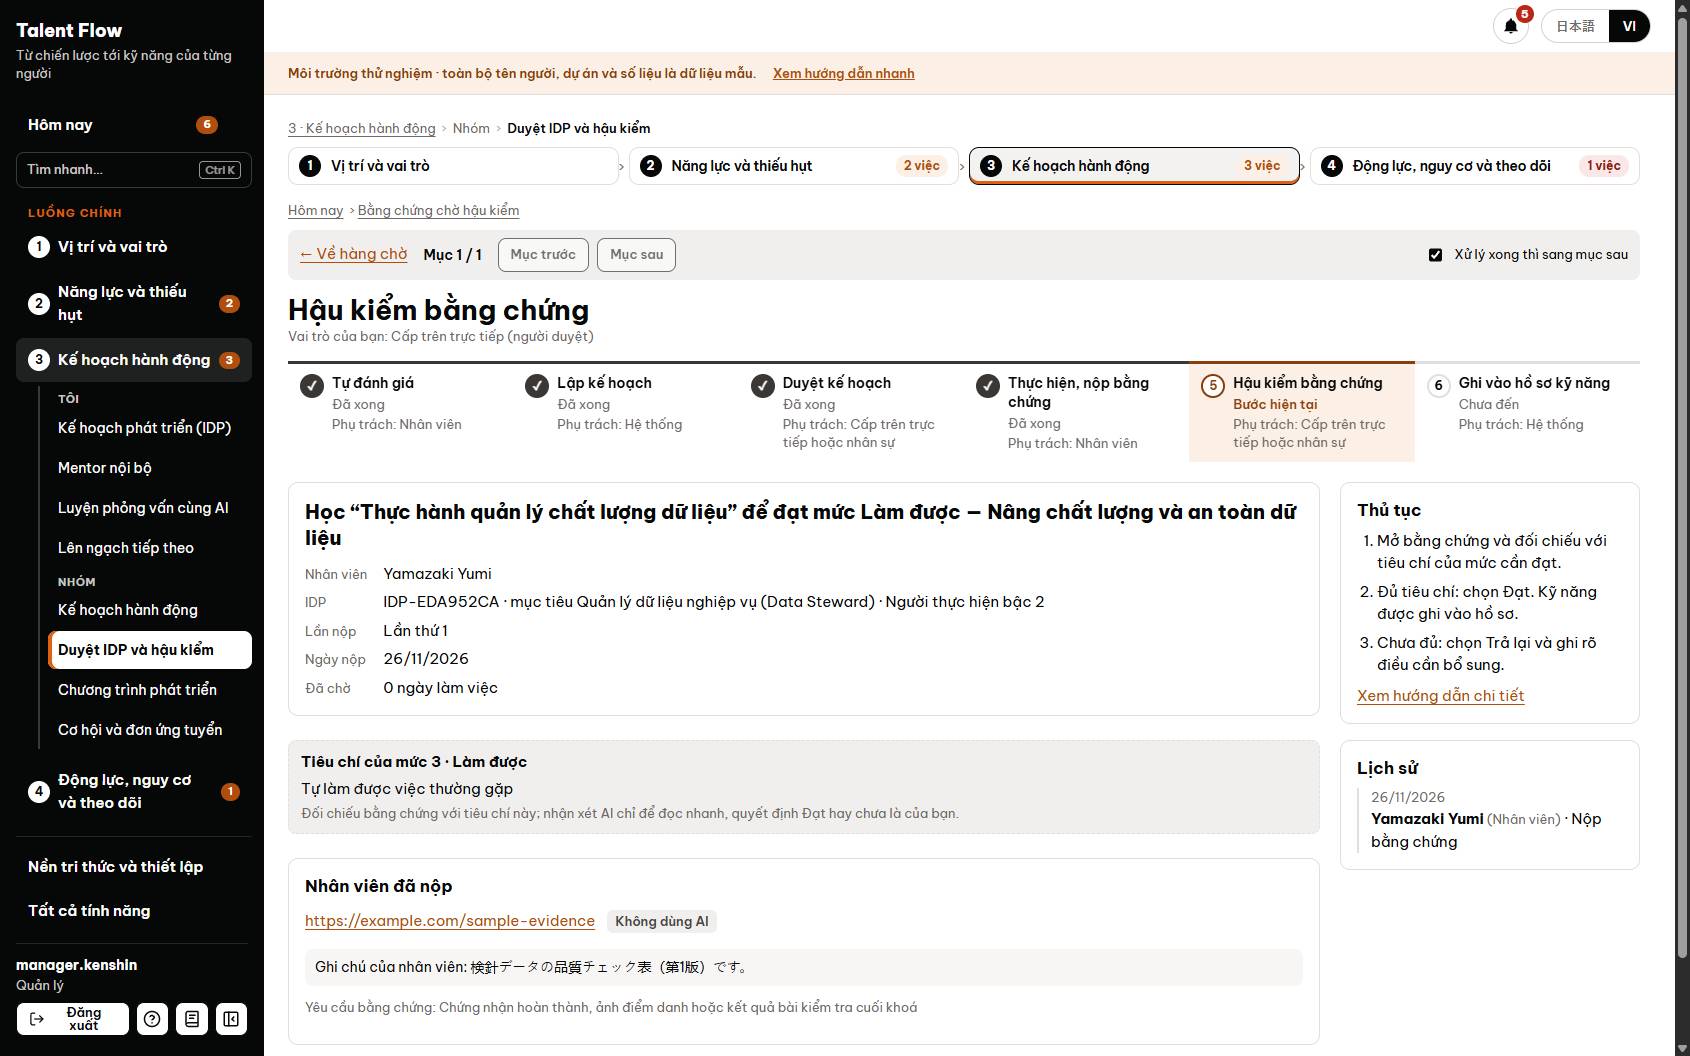 Talent Flow
Từ chiến lược tới kỹ năng của từng
người
Hôm nay
6
Tìm nhanh...
Ctrl K
LUỒNG CHÍNH
1 Vị trí và vai trò
2 Năng lực và thiếu
hụt
2
3 Kế hoạch hành động 3
TÔI
Kế hoạch phát triển (IDP)
Mentor nội bộ
Luyện phỏng vấn cùng AI
Lên ngạch tiếp theo
NHÓM
Kế hoạch hành động
Duyệt IDP và hậu kiểm
Chương trình phát triển
Cơ hội và đơn ứng tuyển
4 Động lực, nguy cơ
và theo dõi
1
Nền tri thức và thiết lập
Tất cả tính năng
manager.kenshin
Quản lý
Đăng
xuất
5
日本語 VI
Môi trường thử nghiệm · toàn bộ tên người, dự án và số liệu là dữ liệu mẫu. Xem hướng dẫn nhanh
3 · Kế hoạch hành động › Nhóm › Duyệt IDP và hậu kiểm
1 Vị trí và vai trò › 2 Năng lực và thiếu hụt 2 việc › 3 Kế hoạch hành động 3 việc › 4 Động lực, nguy cơ và theo dõi 1 việc
Hôm nay › Bằng chứng chờ hậu kiểm
← Về hàng chờ Mục 1 / 1 Mục trước Mục sau Xử lý xong thì sang mục sau
Hậu kiểm bằng chứng
Vai trò của bạn: Cấp trên trực tiếp (người duyệt)
Tự đánh giá
Đã xong
Phụ trách: Nhân viên
Lập kế hoạch
Đã xong
Phụ trách: Hệ thống
Duyệt kế hoạch
Đã xong
Phụ trách: Cấp trên trực
tiếp hoặc nhân sự
Thực hiện, nộp bằng
chứng
Đã xong
Phụ trách: Nhân viên
5 Hậu kiểm bằng chứng
Bước hiện tại
Phụ trách: Cấp trên trực
tiếp hoặc nhân sự
6 Ghi vào hồ sơ kỹ năng
Chưa đến
Phụ trách: Hệ thống
Học “Thực hành quản lý chất lượng dữ liệu” để đạt mức Làm được — Nâng chất lượng và an toàn dữ
liệu
Nhân viên Yamazaki Yumi
IDP IDP-EDA952CA · mục tiêu Quản lý dữ liệu nghiệp vụ (Data Steward) · Người thực hiện bậc 2
Lần nộp Lần thứ 1
Ngày nộp 26/11/2026
Đã chờ 0 ngày làm việc
Tiêu chí của mức 3 · Làm được
Tự làm được việc thường gặp
Đối chiếu bằng chứng với tiêu chí này; nhận xét AI chỉ để đọc nhanh, quyết định Đạt hay chưa là của bạn.
Nhân viên đã nộp
https://example.com/sample-evidence Không dùng AI
Ghi chú của nhân viên: 検針データの品質チェック表（第1版）です。
Yêu cầu bằng chứng: Chứng nhận hoàn thành, ảnh điểm danh hoặc kết quả bài kiểm tra cuối khoá
Thủ tục
1. Mở bằng chứng và đối chiếu với
tiêu chí của mức cần đạt.
2. Đủ tiêu chí: chọn Đạt. Kỹ năng
được ghi vào hồ sơ.
3. Chưa đủ: chọn Trả lại và ghi rõ
điều cần bổ sung.
Xem hướng dẫn chi tiết
Lịch sử
26/11/2026
Yamazaki Yumi (Nhân viên) · Nộp
bằng chứng